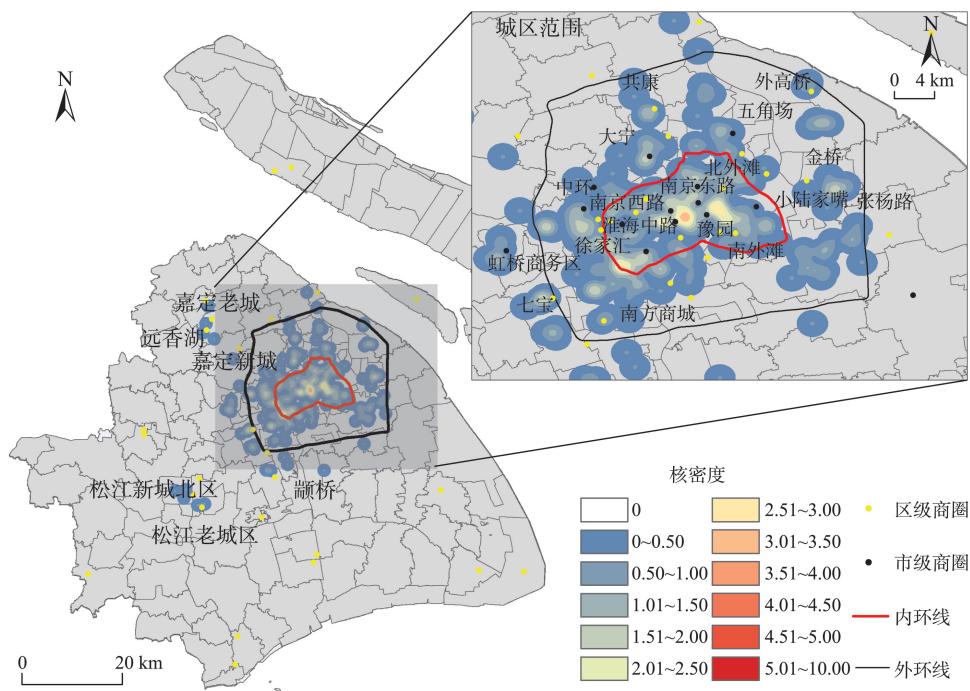 城区范围
N
0 4 km
共康
外高桥
五角场
大宁
北外滩
金桥
中环
南京东路
南京西路
小陆家嘴
张杨路
淮海中路
豫园
徐家汇
南外滩
虹桥商务区
七宝
南方商城
N
嘉定老城
远香湖
嘉定新城
松江新城北区
颛桥
松江老城区
0 20 km
核密度
0
0~0.50
0.50~1.00
1.01~1.50
1.51~2.00
2.01~2.50
2.51~3.00
3.01~3.50
3.51~4.00
4.01~4.50
4.51~5.00
5.01~10.00
区级商圈
市级商圈
内环线
外环线